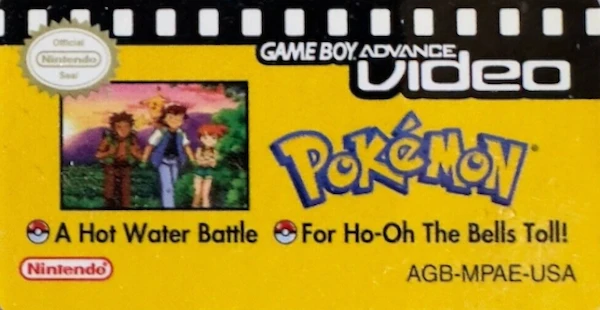 Official
Nintendo
Seal
GAME BOY ADVANCE
Video
POKéMON
A Hot Water Battle
For Ho-Oh The Bells Toll!
Nintendo®
AGB-MPAE-USA